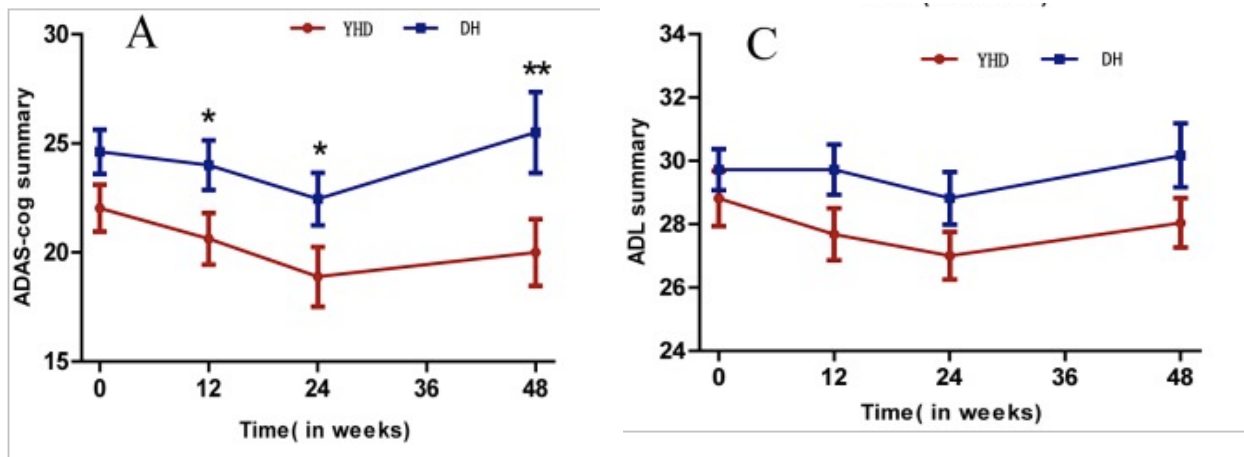 A
YHD DH
30
25
20
15
ADAS-cog summary
*
*
**
0 12 24 36 48
Time( in weeks)
C
YHD DH
34
32
30
28
26
24
ADL summary
0 12 24 36 48
Time( in weeks)